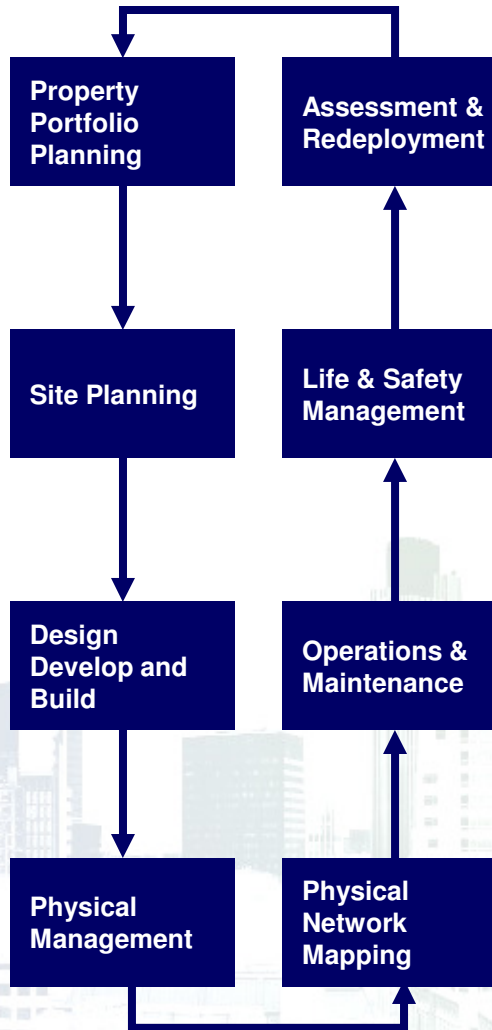 Property
Portfolio
Planning
Assessment &
Redeployment
Site Planning
Life & Safety
Management
Design
Develop and
Build
Operations &
Maintenance
Physical
Management
Physical
Network
Mapping